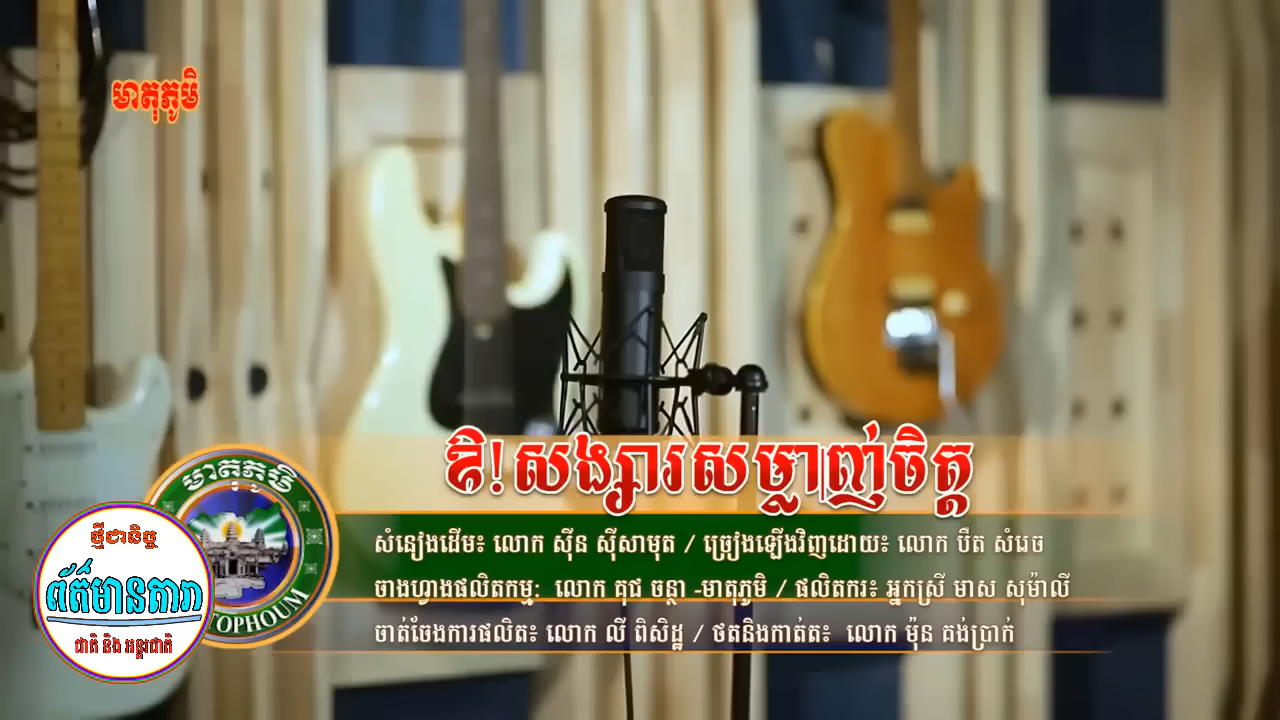 មាតុភូមិ
ឱ!សង្សារសម្លាញ់ចិត្ត
មាតុភូមិ
TOPHOUM
សំនៀងដើម៖ លោក ស៊ីន ស៊ីសាមុត / ច្រៀងឡើងវិញដោយ៖ លោក បឺត សំរេច
ចាងហ្វាងផលិតកម្ម: លោក គុជ ចន្ថា -មាតុភូមិ / ផលិតករ៖ អ្នកស្រី មាស សុម៉ាលី
ចាត់ចែងការផលិត៖ លោក លី ពិសិដ្ឋ / ថតនិងកាត់ត៖ លោក ម៉ុន គង់ប្រាក់
ថ្មីជានិច្ច
ព័ត៌មានតារា
ជាតិ និង អន្តរជាតិ